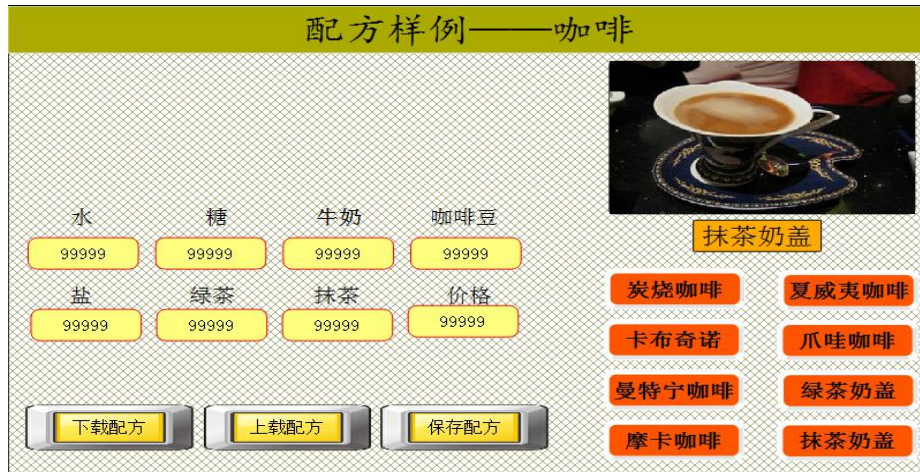 配方样例——咖啡
水 糖 牛奶 咖啡豆
99999 99999 99999 99999
盐 绿茶 抹茶 价格
99999 99999 99999 99999
下载配方 上载配方 保存配方
抹茶奶盖
炭烧咖啡 夏威夷咖啡
卡布奇诺 爪哇咖啡
曼特宁咖啡 绿茶奶盖
摩卡咖啡 抹茶奶盖